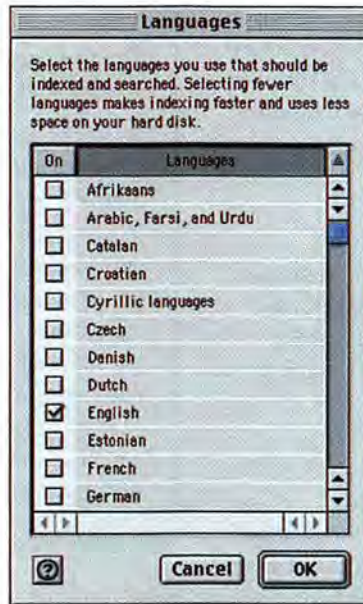 Languages
Select the languages you use that should be
indexed and searched. Selecting fewer
languages makes indexing faster and uses less
space on your hard disk.
On Languages
Afrikaans
Arabic, Farsi, and Urdu
Catalan
Croatian
Cyrillic languages
Czech
Danish
Dutch
English
Estonian
French
German
? Cancel OK